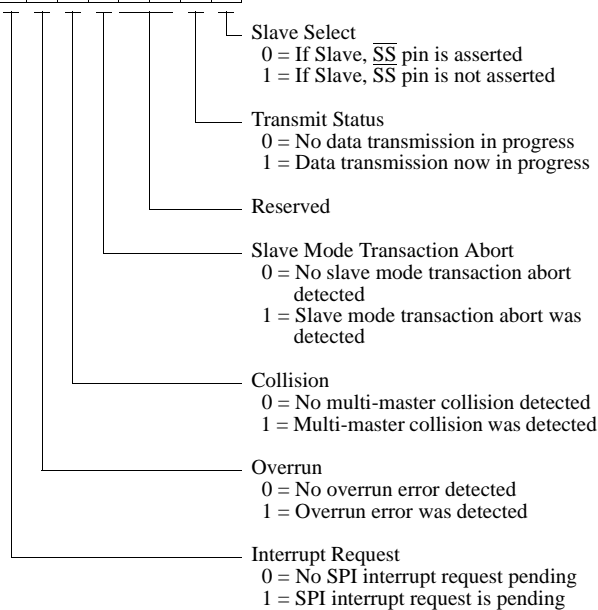 Slave Select
0 = If Slave, SS pin is asserted
1 = If Slave, SS pin is not asserted
Transmit Status
0 = No data transmission in progress
1 = Data transmission now in progress
Reserved
Slave Mode Transaction Abort
0 = No slave mode transaction abort
detected
1 = Slave mode transaction abort was
detected
Collision
0 = No multi-master collision detected
1 = Multi-master collision was detected
Overrun
0 = No overrun error detected
1 = Overrun error was detected
Interrupt Request
0 = No SPI interrupt request pending
1 = SPI interrupt request is pending